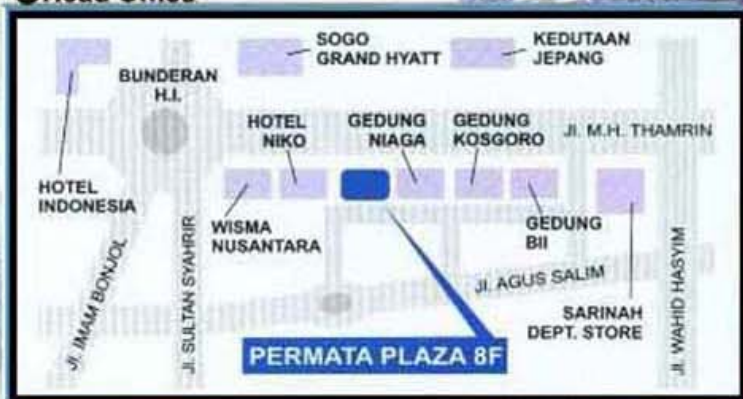 Head Office
SOGO
GRAND HYATT
KEDUTAAN
JEPANG
BUNDERAN
H.I.
HOTEL
NIKO
GEDUNG
NIAGA
GEDUNG
KOSGORO
Jl. M.H. THAMRIN
HOTEL
INDONESIA
WISMA
NUSANTARA
GEDUNG
BII
Jl. IMAM BONJOL
Jl. SULTAN SYAHRIR
Jl. AGUS SALIM
SARINAH
DEPT. STORE
Jl. WAHID HASYIM
PERMATA PLAZA 8F